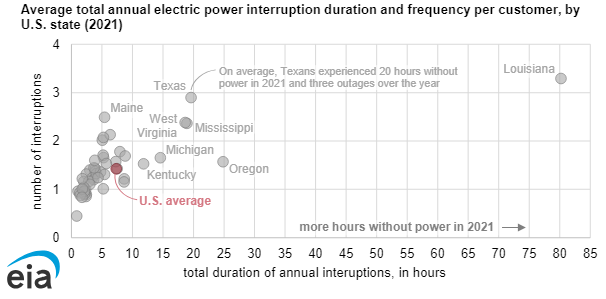 Average total annual electric power interruption duration and frequency per customer, by
U.S. state (2021)
number of interruptions
4
3
2
1
0
Louisiana
Texas
On average, Texans experienced 20 hours without
power in 2021 and three outages over the year
Maine
West
Virginia
Mississippi
Michigan
Kentucky
Oregon
U.S. average
more hours without power in 2021
0 5 10 15 20 25 30 35 40 45 50 55 60 65 70 75 80 85
total duration of annual interuptions, in hours
eia